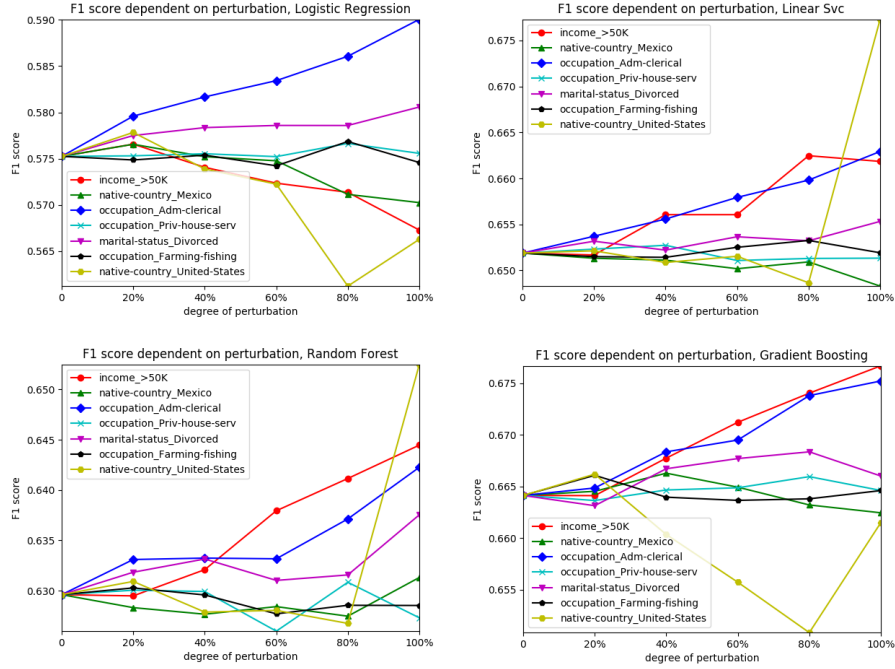 F1 score dependent on perturbation, Logistic Regression
0.590
0.585
0.580
0.575
0.570
0.565
F1 score
income_>50K
native-country_Mexico
occupation_Adm-clerical
occupation_Priv-house-serv
marital-status_Divorced
occupation_Farming-fishing
native-country_United-States
0 20% 40% 60% 80% 100%
degree of perturbation
F1 score dependent on perturbation, Linear Svc
0.675
0.670
0.665
0.660
0.655
0.650
F1 score
income_>50K
native-country_Mexico
occupation_Adm-clerical
occupation_Priv-house-serv
marital-status_Divorced
occupation_Farming-fishing
native-country_United-States
0 20% 40% 60% 80% 100%
degree of perturbation
F1 score dependent on perturbation, Random Forest
0.650
0.645
0.640
0.635
0.630
F1 score
income_>50K
native-country_Mexico
occupation_Adm-clerical
occupation_Priv-house-serv
marital-status_Divorced
occupation_Farming-fishing
native-country_United-States
0 20% 40% 60% 80% 100%
degree of perturbation
F1 score dependent on perturbation, Gradient Boosting
0.675
0.670
0.665
0.660
0.655
F1 score
income_>50K
native-country_Mexico
occupation_Adm-clerical
occupation_Priv-house-serv
marital-status_Divorced
occupation_Farming-fishing
native-country_United-States
0 20% 40% 60% 80% 100%
degree of perturbation